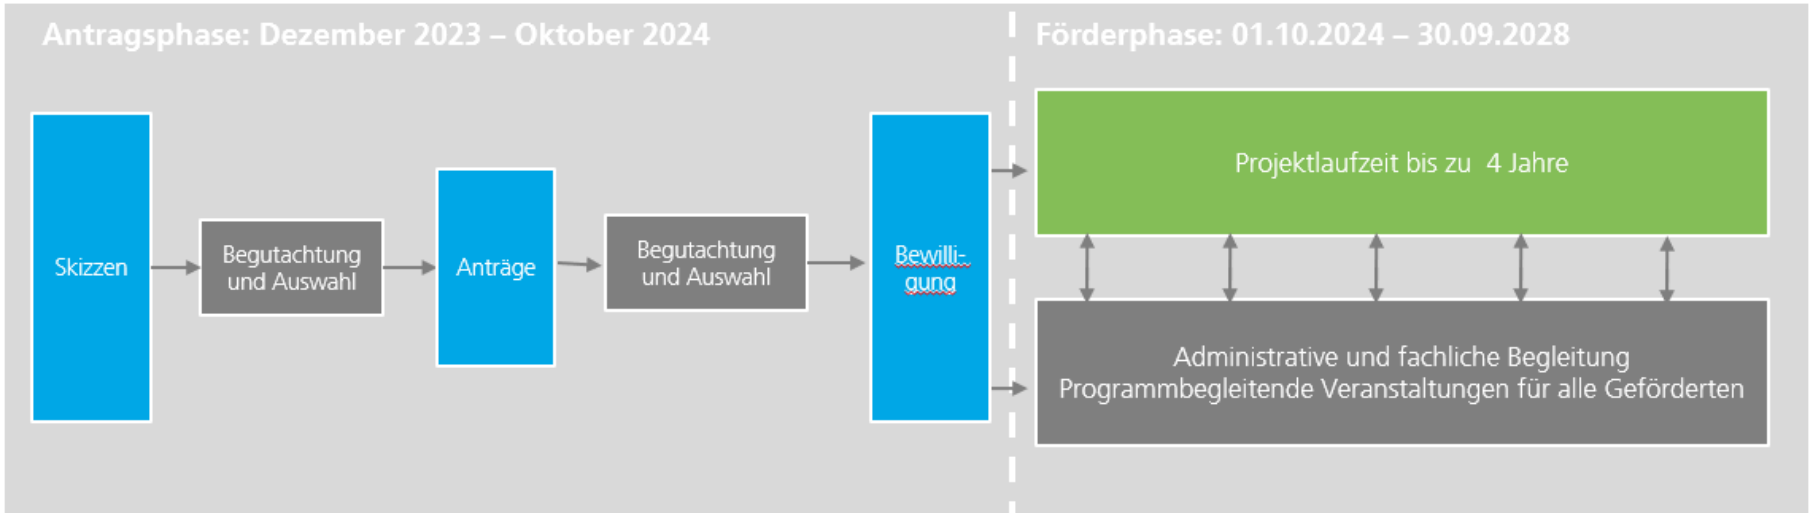 Antragsphase: Dezember 2023 – Oktober 2024
Förderphase: 01.10.2024 – 30.09.2028
Skizzen
Begutachtung
und Auswahl
Anträge
Begutachtung
und Auswahl
Bewilli-
gung
Projektlaufzeit bis zu 4 Jahre
Administrative und fachliche Begleitung
Programmbegleitende Veranstaltungen für alle Geförderten